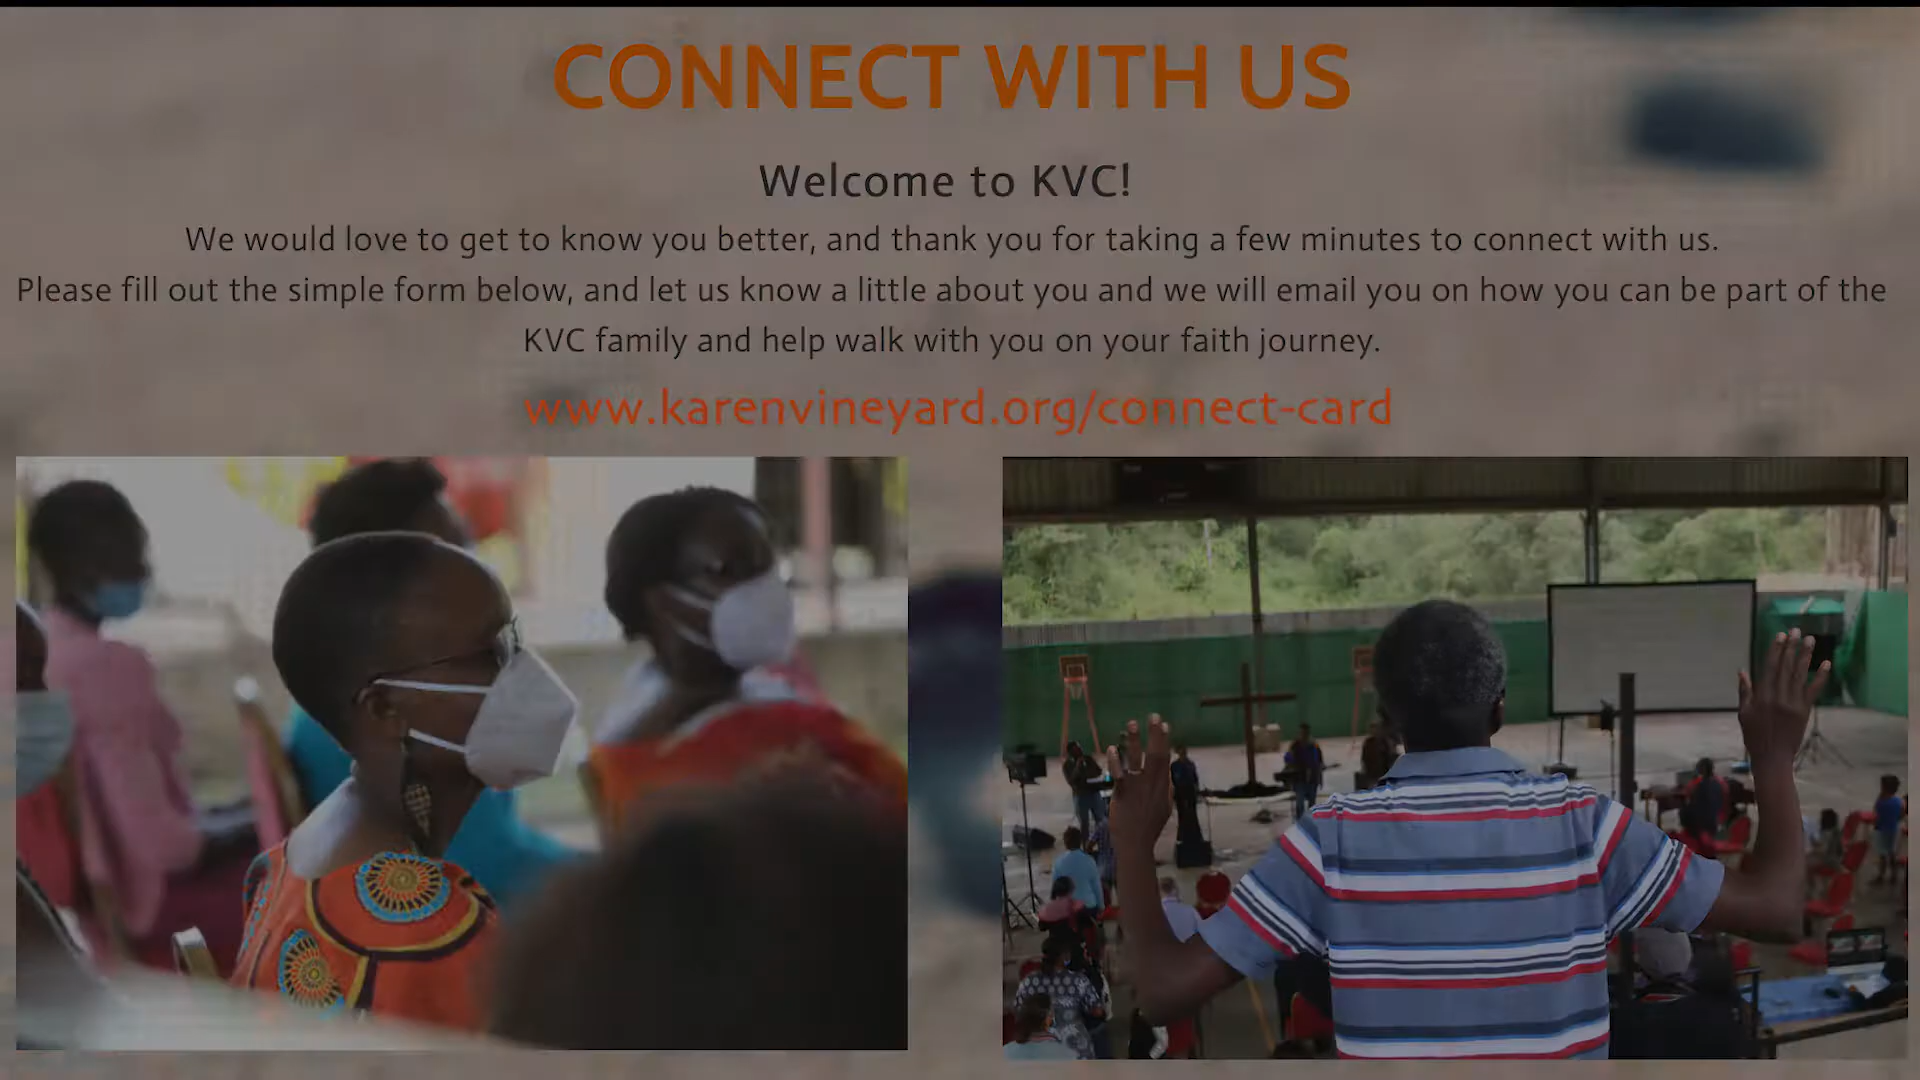 CONNECT WITH US
Welcome to KVC!
We would love to get to know you better, and thank you for taking a few minutes to connect with us.
Please fill out the simple form below, and let us know a little about you and we will email you on how you can be part of the
KVC family and help walk with you on your faith journey.
www.karenvineyard.org/connect-card